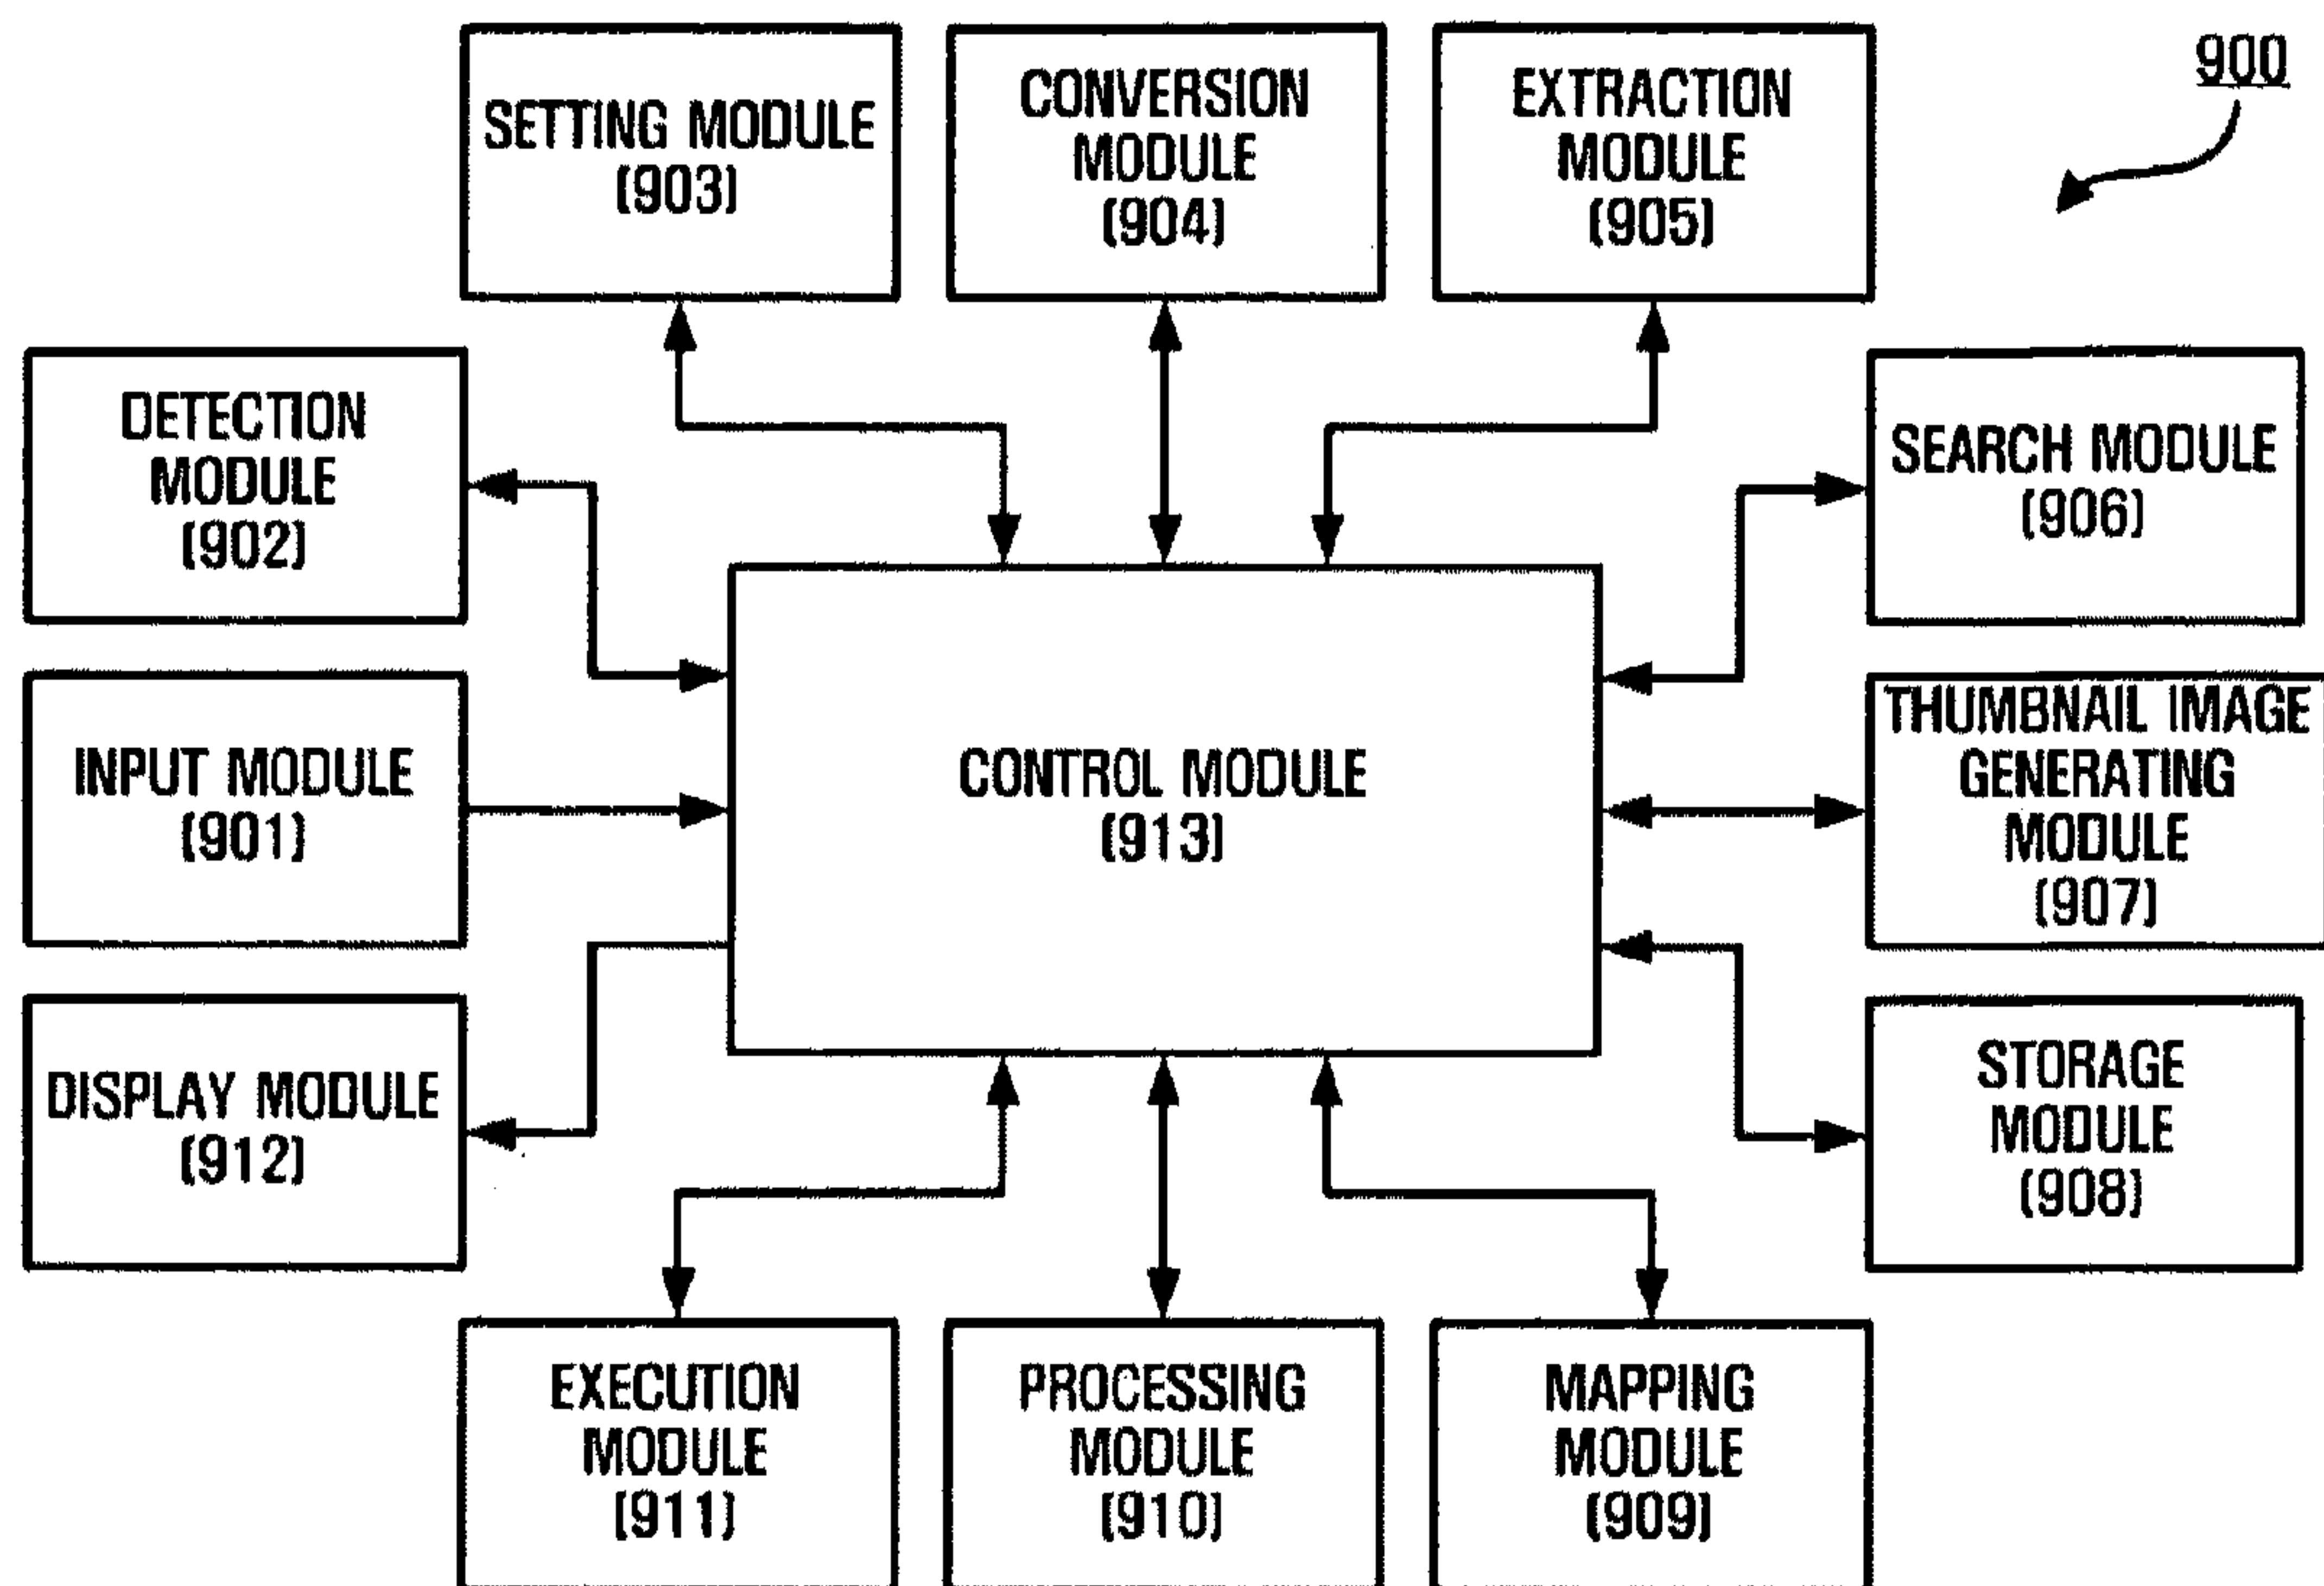 SETTING MODULE
(903)
CONVERSION
MODULE
(904)
EXTRACTION
MODULE
(905)
900
DETECTION
MODULE
(902)
SEARCH MODULE
(906)
INPUT MODULE
(901)
CONTROL MODULE
(913)
THUMBNAIL IMAGE
GENERATING
MODULE
(907)
DISPLAY MODULE
(912)
STORAGE
MODULE
(908)
EXECUTION
MODULE
(911)
PROCESSING
MODULE
(910)
MAPPING
MODULE
(909)